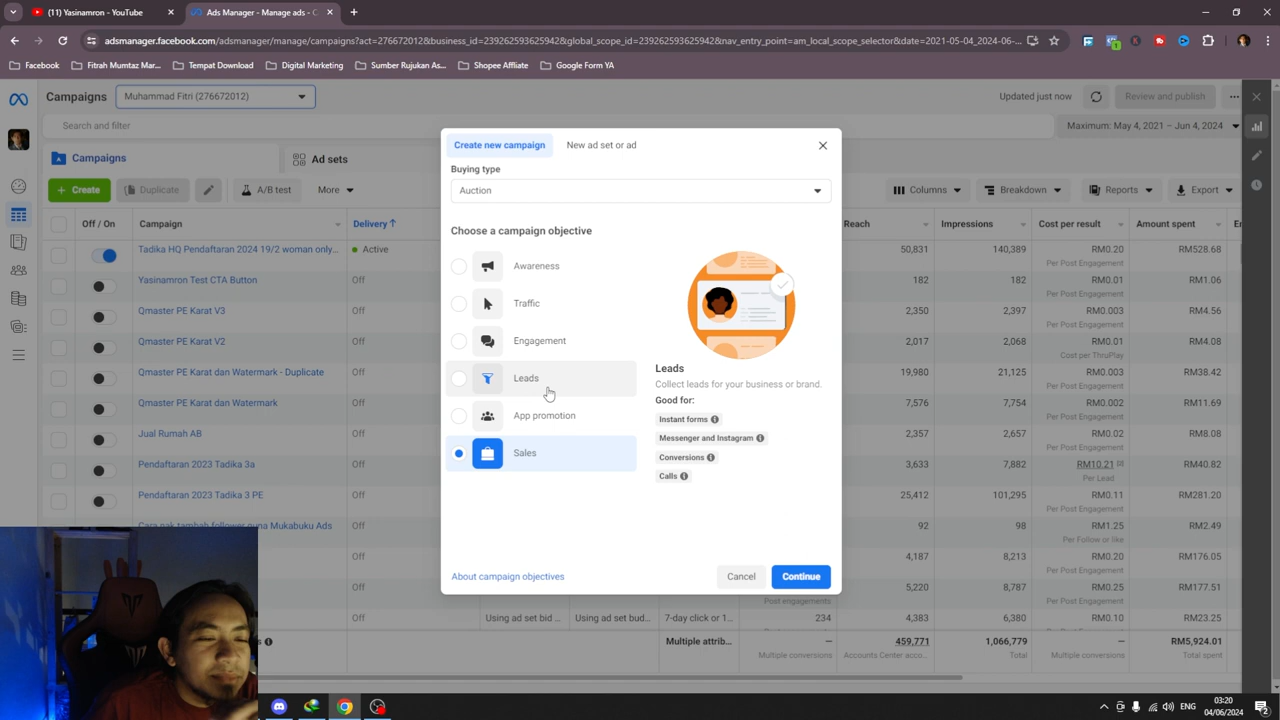 (11) Yasinamron - YouTube
Ads Manager - Manage ads - C
adsmanager.facebook.com/adsmanager/manage/campaigns?act=276672012&business_id=239262593625942&global_scope_id=239262593625942&nav_entry_point=am_local_scope_selector&date=2021-05-04_2024-06-...
Facebook
Fitrah Mumtaz Mar...
Tempat Download
Digital Marketing
Sumber Rujukan As...
Shopee Affliate
Google Form YA
Campaigns
Muhammad Fitri (276672012)
Updated just now
Review and publish
Search and filter
Maximum: May 4, 2021 – Jun 4, 2024
Campaigns
Ad sets
+ Create
Duplicate
A/B test
More
Columns
Breakdown
Reports
Export
Off / On
Campaign
Delivery ↑
Reach
Impressions
Cost per result
Amount spent
Tadika HQ Pendaftaran 2024 19/2 woman only...
Active
50,831
140,389
RM0.20
RM528.68
Per Post Engagement
Yasinamron Test CTA Button
Off
182
182
RM0.01
RM1.06
Per Post Engagement
Qmaster PE Karat V3
Off
2,350
2,397
RM0.003
RM4.56
Per Post Engagement
Qmaster PE Karat V2
Off
2,017
2,068
RM0.01
RM4.08
Cost per ThruPlay
Qmaster PE Karat dan Watermark - Duplicate
Off
19,980
21,125
RM0.003
RM38.42
Per Post Engagement
Qmaster PE Karat dan Watermark
Off
7,576
7,754
RM0.002
RM11.69
Per Post Engagement
Jual Rumah AB
Off
2,357
2,657
RM0.02
RM8.08
Per Post Engagement
Pendaftaran 2023 Tadika 3a
Off
3,633
7,882
RM10.21 [2]
RM40.82
Per Lead
Pendaftaran 2023 Tadika 3 PE
Off
25,412
101,295
RM0.11
RM281.20
Per Post Engagement
Cara nak tambah follower guna Mukabuku Ads
Off
92
98
RM1.25
RM2.49
Per Follow or like
Off
4,187
8,213
RM0.20
RM176.05
Per Post Engagement
Off
5,220
8,787
RM0.25
RM177.51
Post engagements
Per Post Engagement
Off
Using ad set bid ...
Using ad set bud...
7-day click or 1...
234
4,383
6,380
RM0.10
RM23.25
Multiple attrib...
—
459,771
1,066,779
—
RM5,924.01
Multiple conversions
Accounts Center acco...
Total
Multiple conversions
Total spent
Create new campaign
New ad set or ad
Buying type
Auction
Choose a campaign objective
Awareness
Traffic
Engagement
Leads
App promotion
Sales
Leads
Collect leads for your business or brand.
Good for:
Instant forms
Messenger and Instagram
Conversions
Calls
About campaign objectives
Cancel
Continue
ENG
03:20
04/06/2024